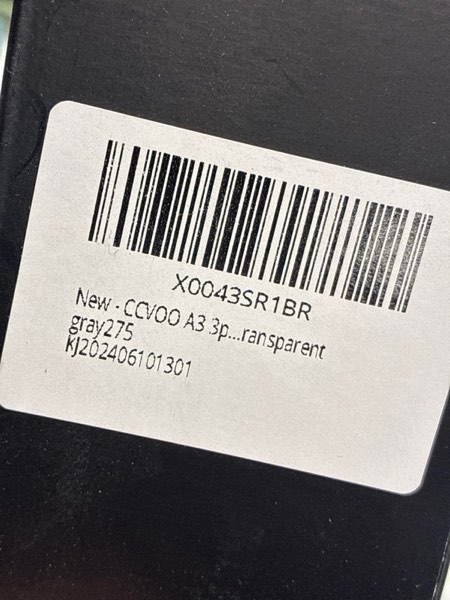 X0043SR1BR
New - CCVOO A3 3p...ransparent
gray275
kj202406101301